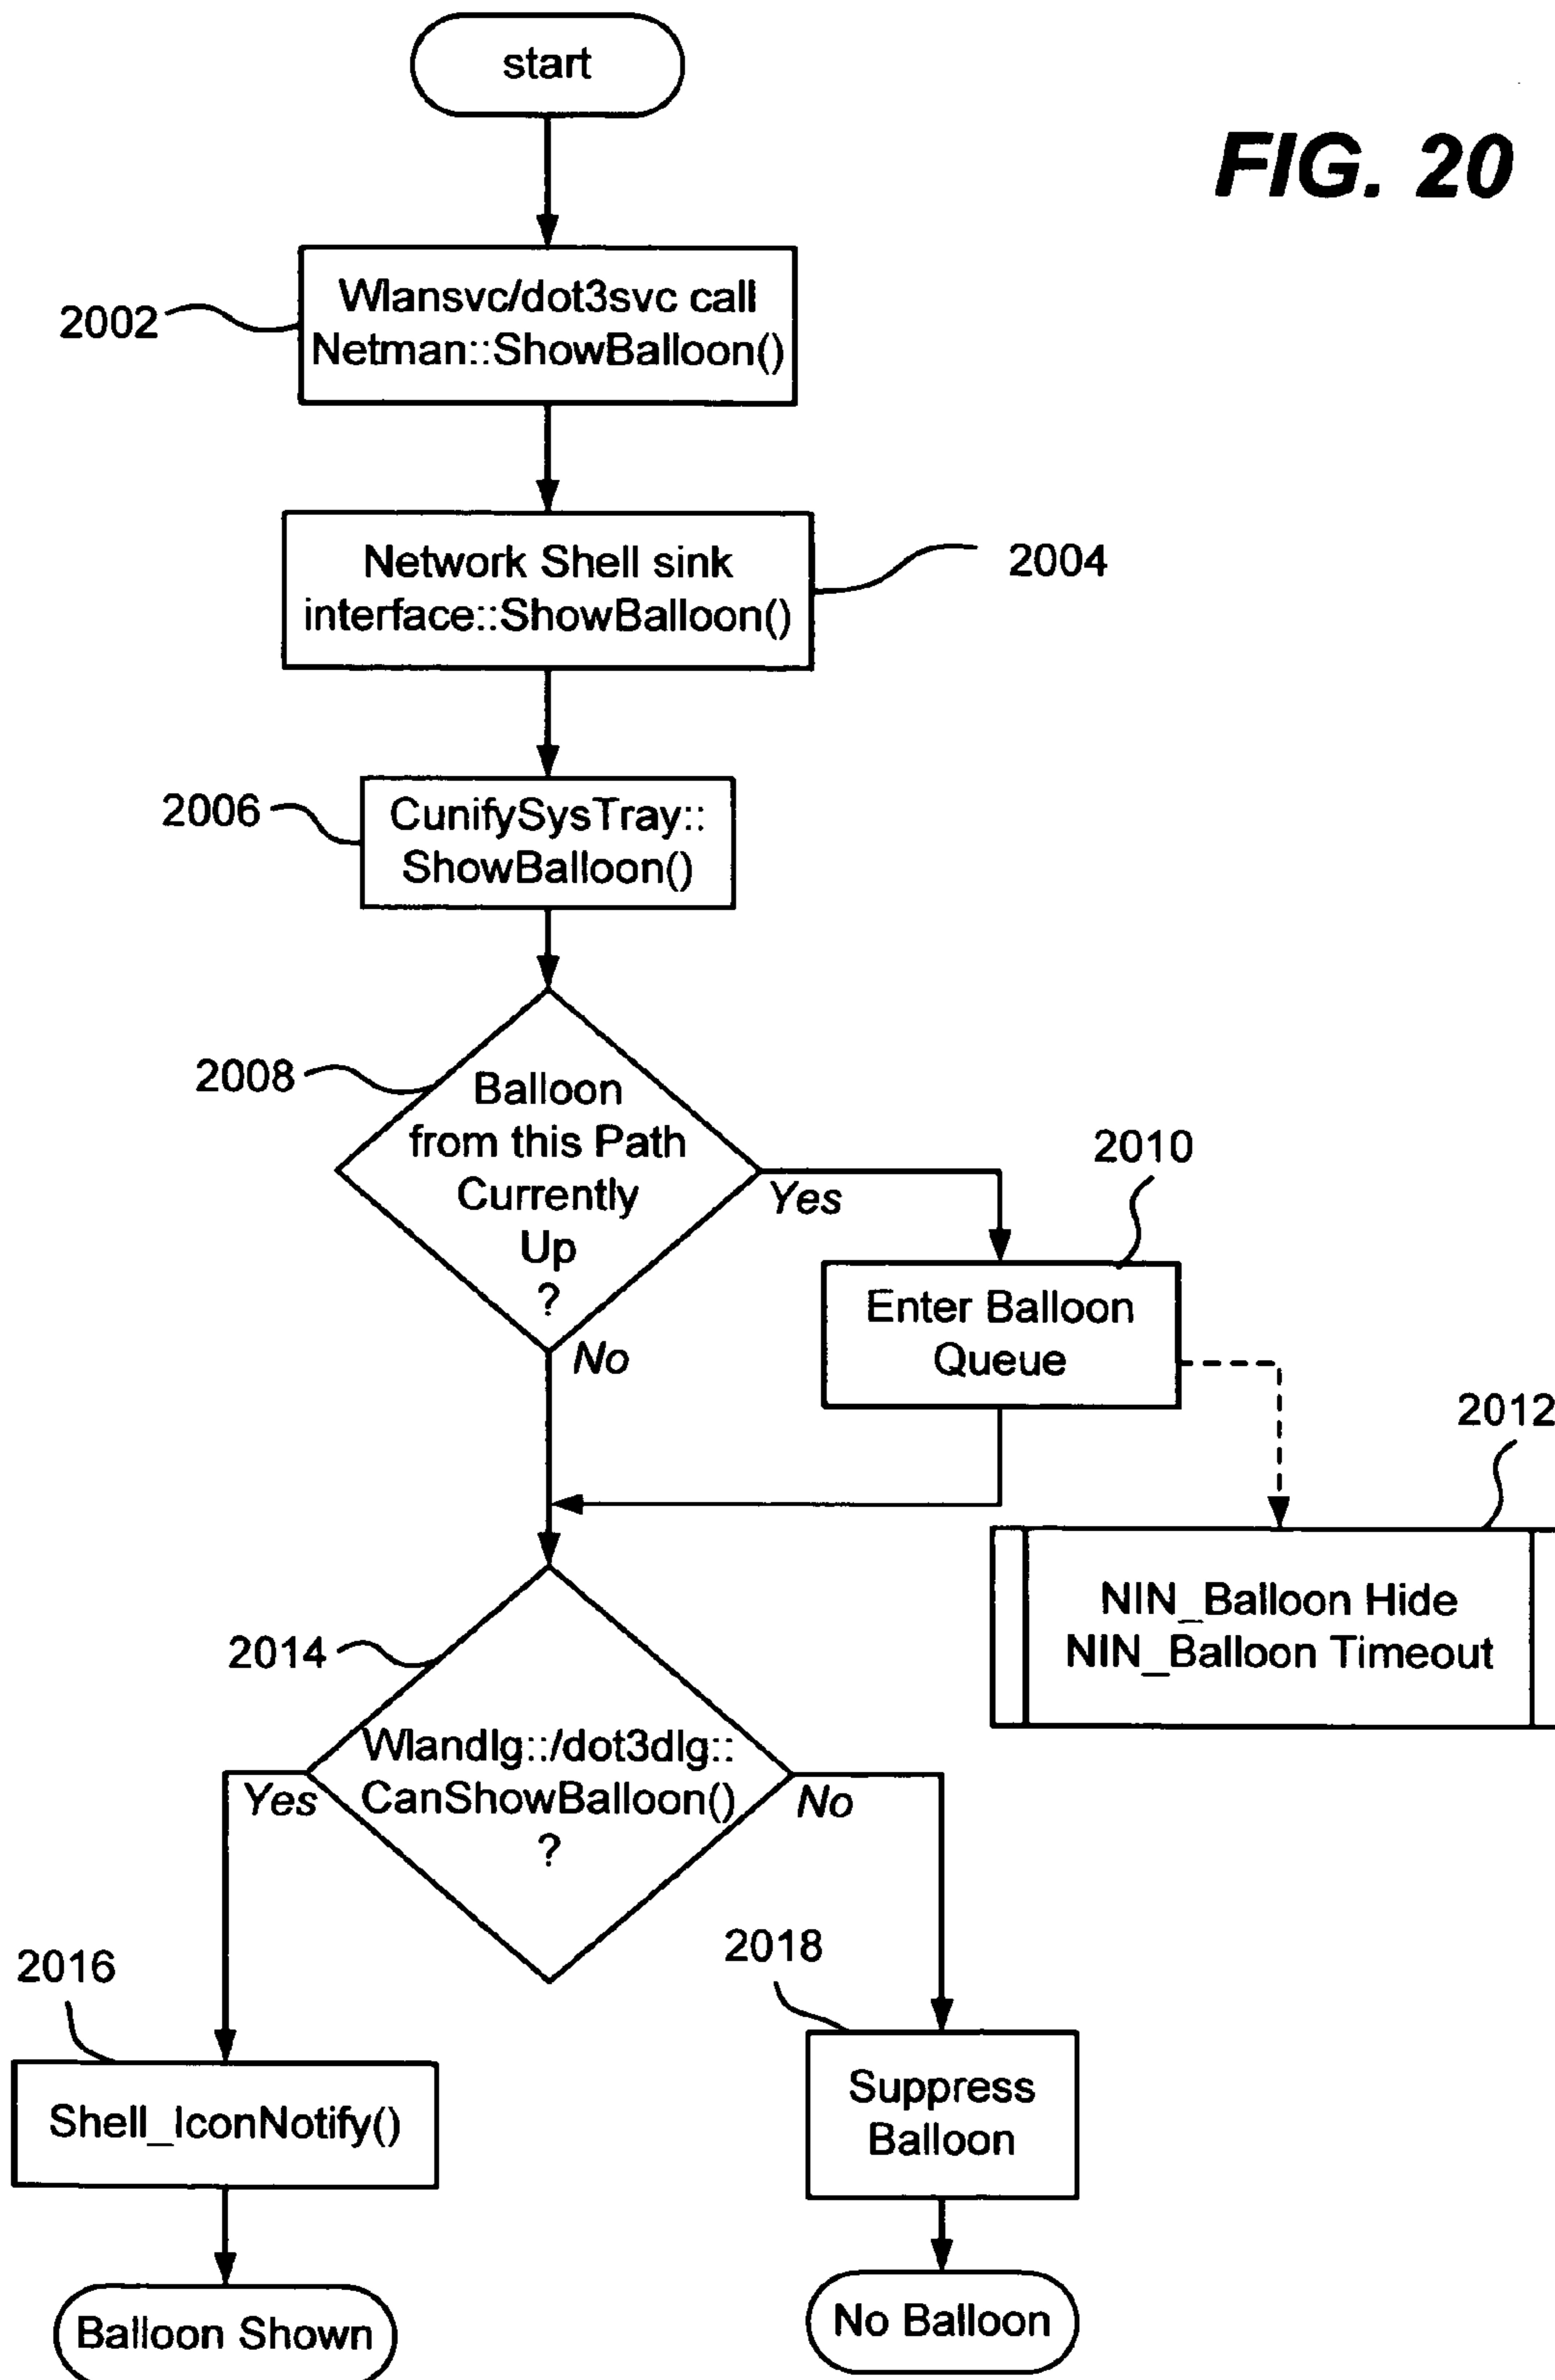 start
FIG. 20
2002
Wlansvc/dot3svc call
Netman::ShowBalloon()
2004
Network Shell sink
interface::ShowBalloon()
2006
CunifySysTray::
ShowBalloon()
2008
Balloon
from this Path
Currently
Up
?
Yes
No
2010
Enter Balloon
Queue
2012
NIN_Balloon Hide
NIN_Balloon Timeout
2014
Wlandlg::/dot3dlg::
CanShowBalloon()
?
Yes
No
2016
Shell_IconNotify()
2018
Suppress
Balloon
Balloon Shown
No Balloon